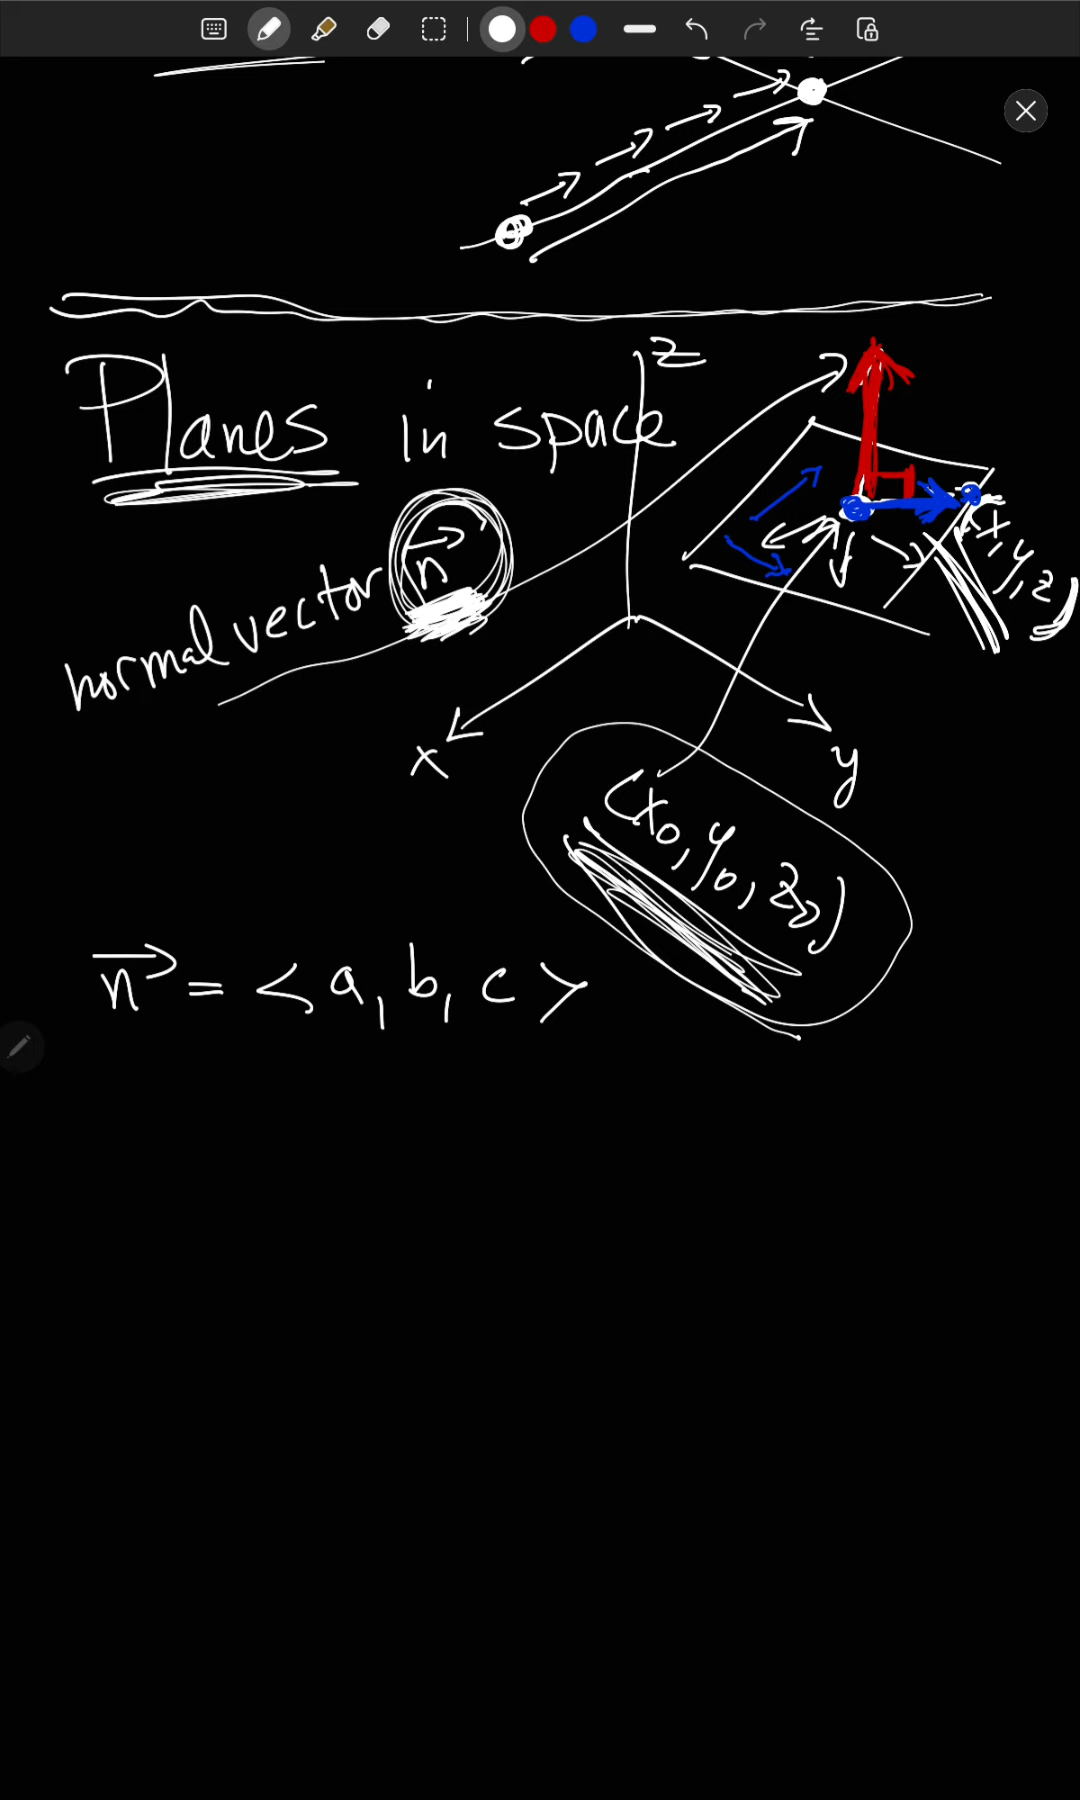 Planes in space
z
normal vector n⃗
(x, y, z)
x
y
(x₀, y₀, z₀)
n⃗ = <a, b, c>